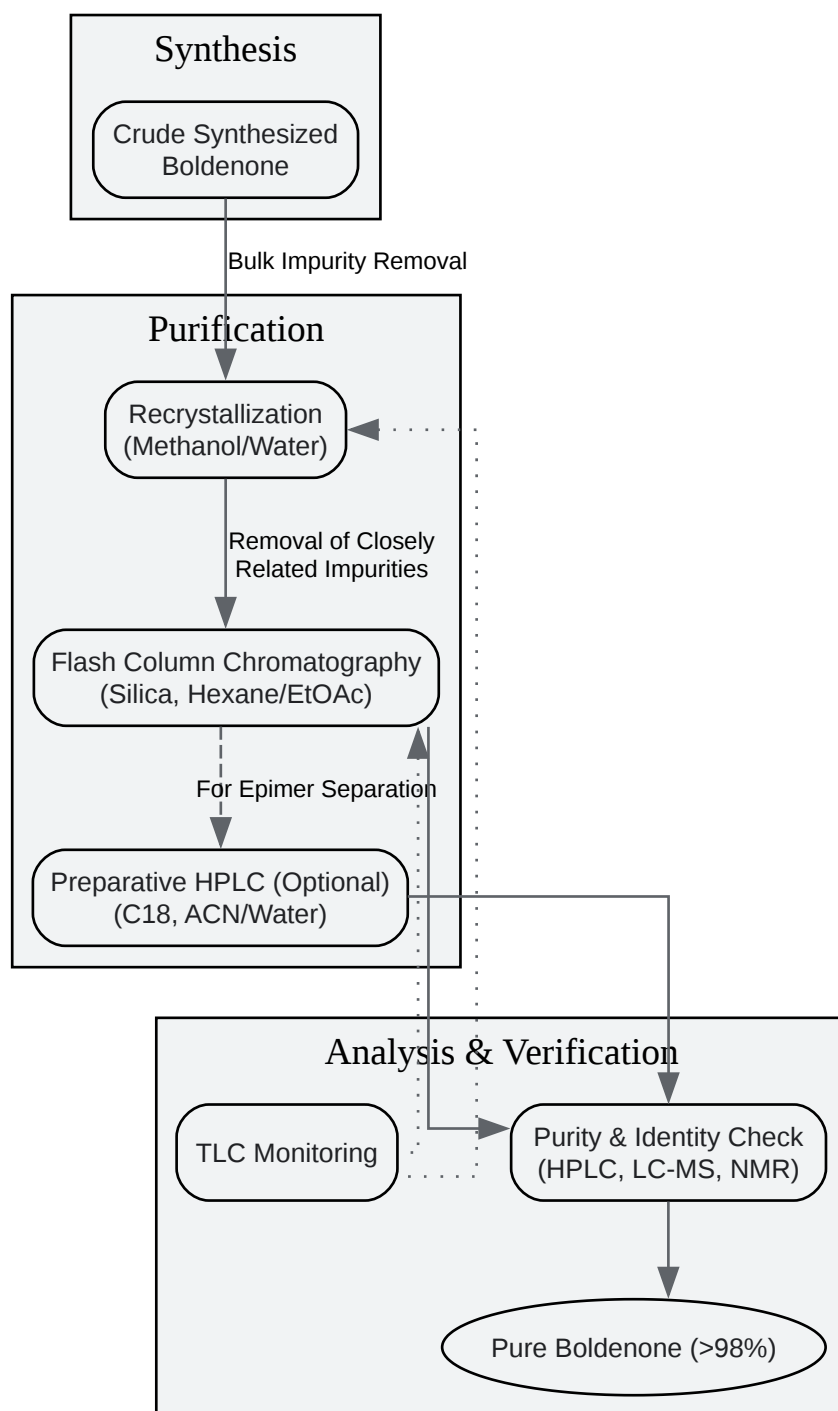 Synthesis
Crude Synthesized
Boldenone
Bulk Impurity Removal
Purification
Recrystallization
(Methanol/Water)
Removal of Closely
Related Impurities
Flash Column Chromatography
(Silica, Hexane/EtOAc)
For Epimer Separation
Preparative HPLC (Optional)
(C18, ACN/Water)
Analysis & Verification
TLC Monitoring
Purity & Identity Check
(HPLC, LC-MS, NMR)
Pure Boldenone (>98%)